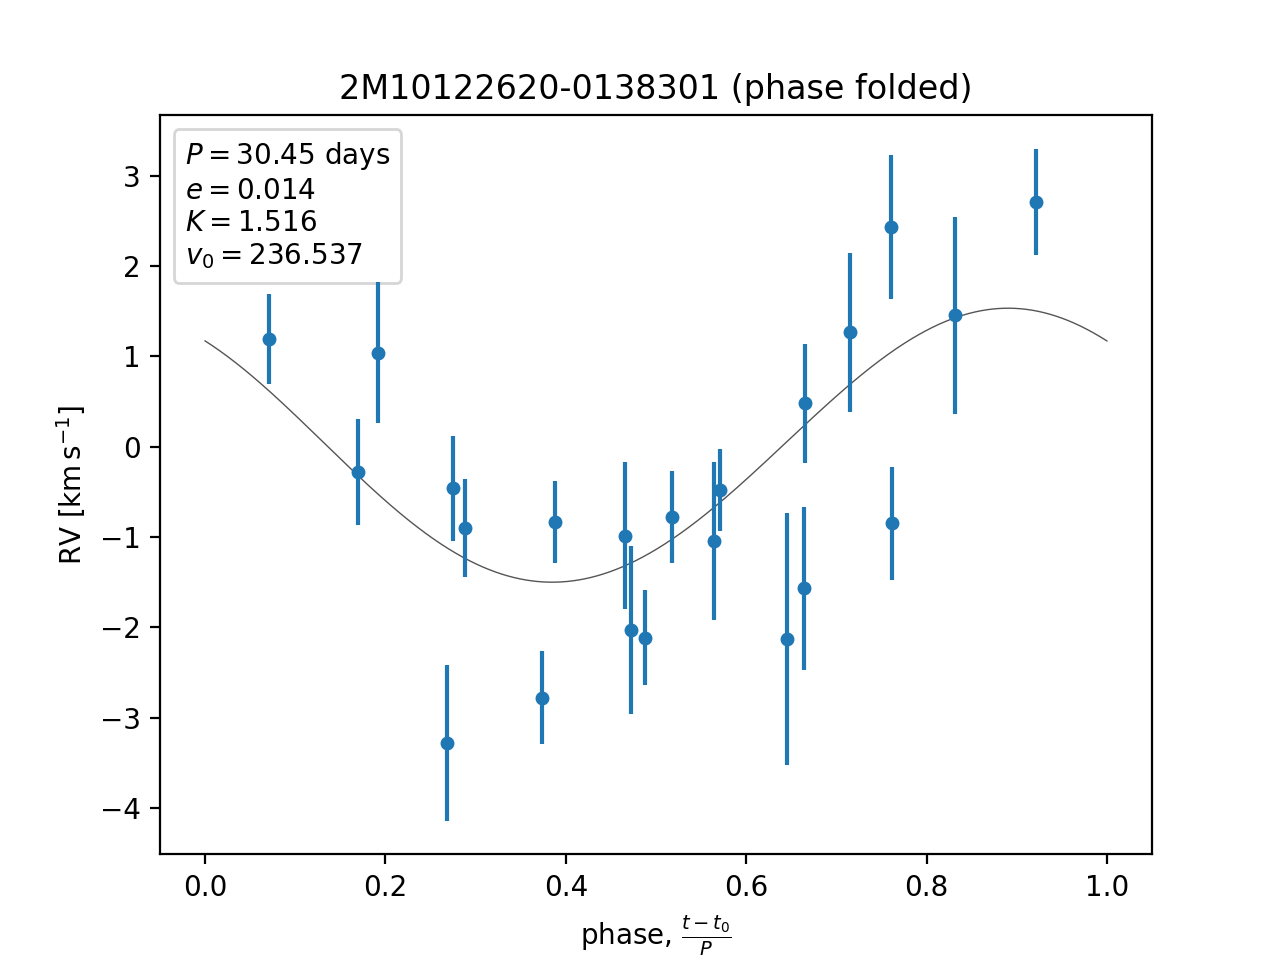 2M10122620-0138301 (phase folded)
P = 30.45 days
e = 0.014
K = 1.516
v₀ = 236.537
3
2
1
0
−1
−2
−3
−4
RV [km s⁻¹]
0.0 0.2 0.4 0.6 0.8 1.0
phase, (t − t₀)/P